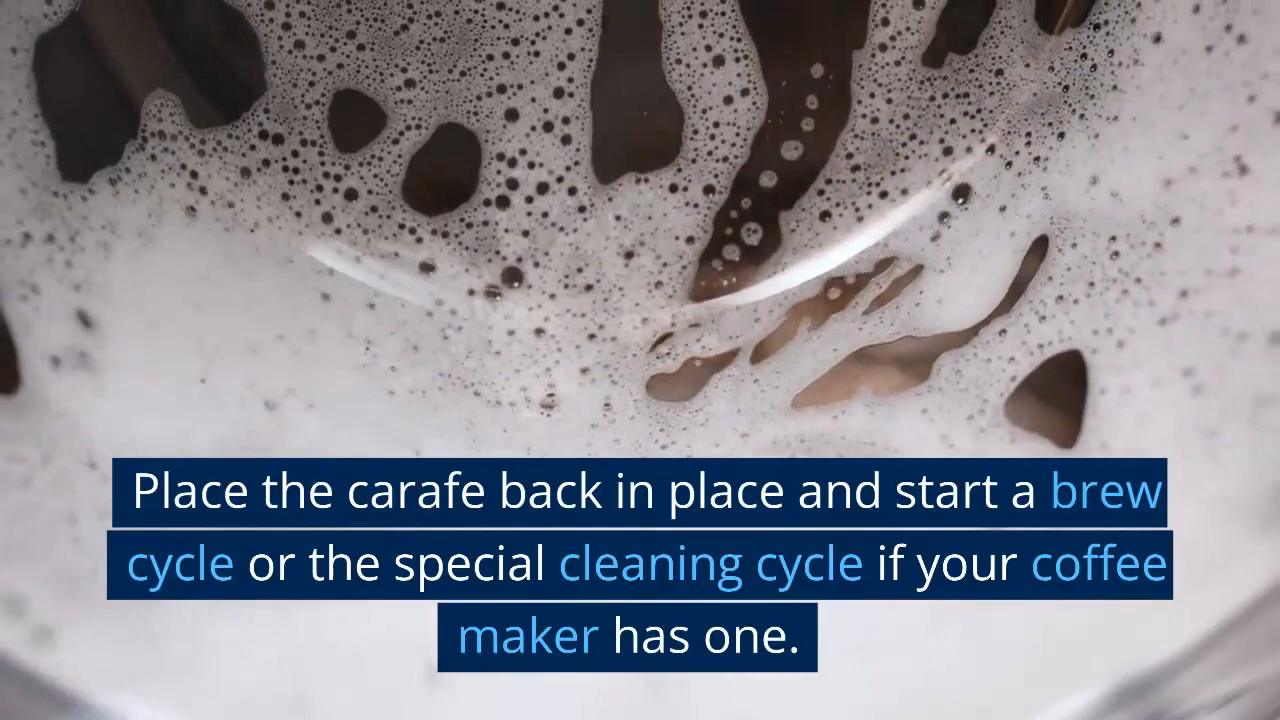 Place the carafe back in place and start a brew
cycle or the special cleaning cycle if your coffee
maker has one.